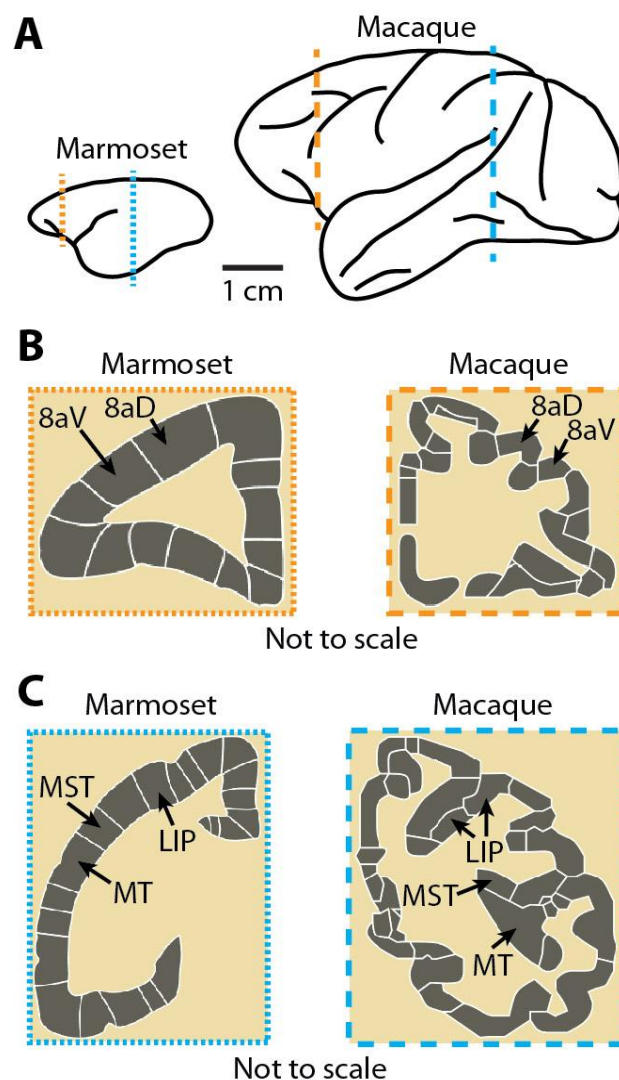 A
Macaque
Marmoset
1 cm
B
Marmoset
Macaque
8aV
8aD
8aD
8aV
Not to scale
C
Marmoset
Macaque
MST
LIP
MT
LIP
MST
MT
Not to scale